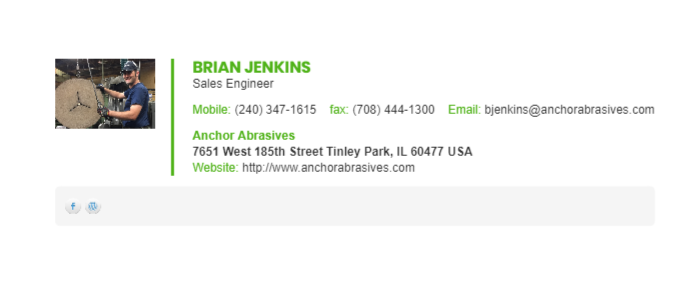 BRIAN JENKINS
Sales Engineer
Mobile: (240) 347-1615 fax: (708) 444-1300 Email: bjenkins@anchorabrasives.com
Anchor Abrasives
7651 West 185th Street Tinley Park, IL 60477 USA
Website: http://www.anchorabrasives.com